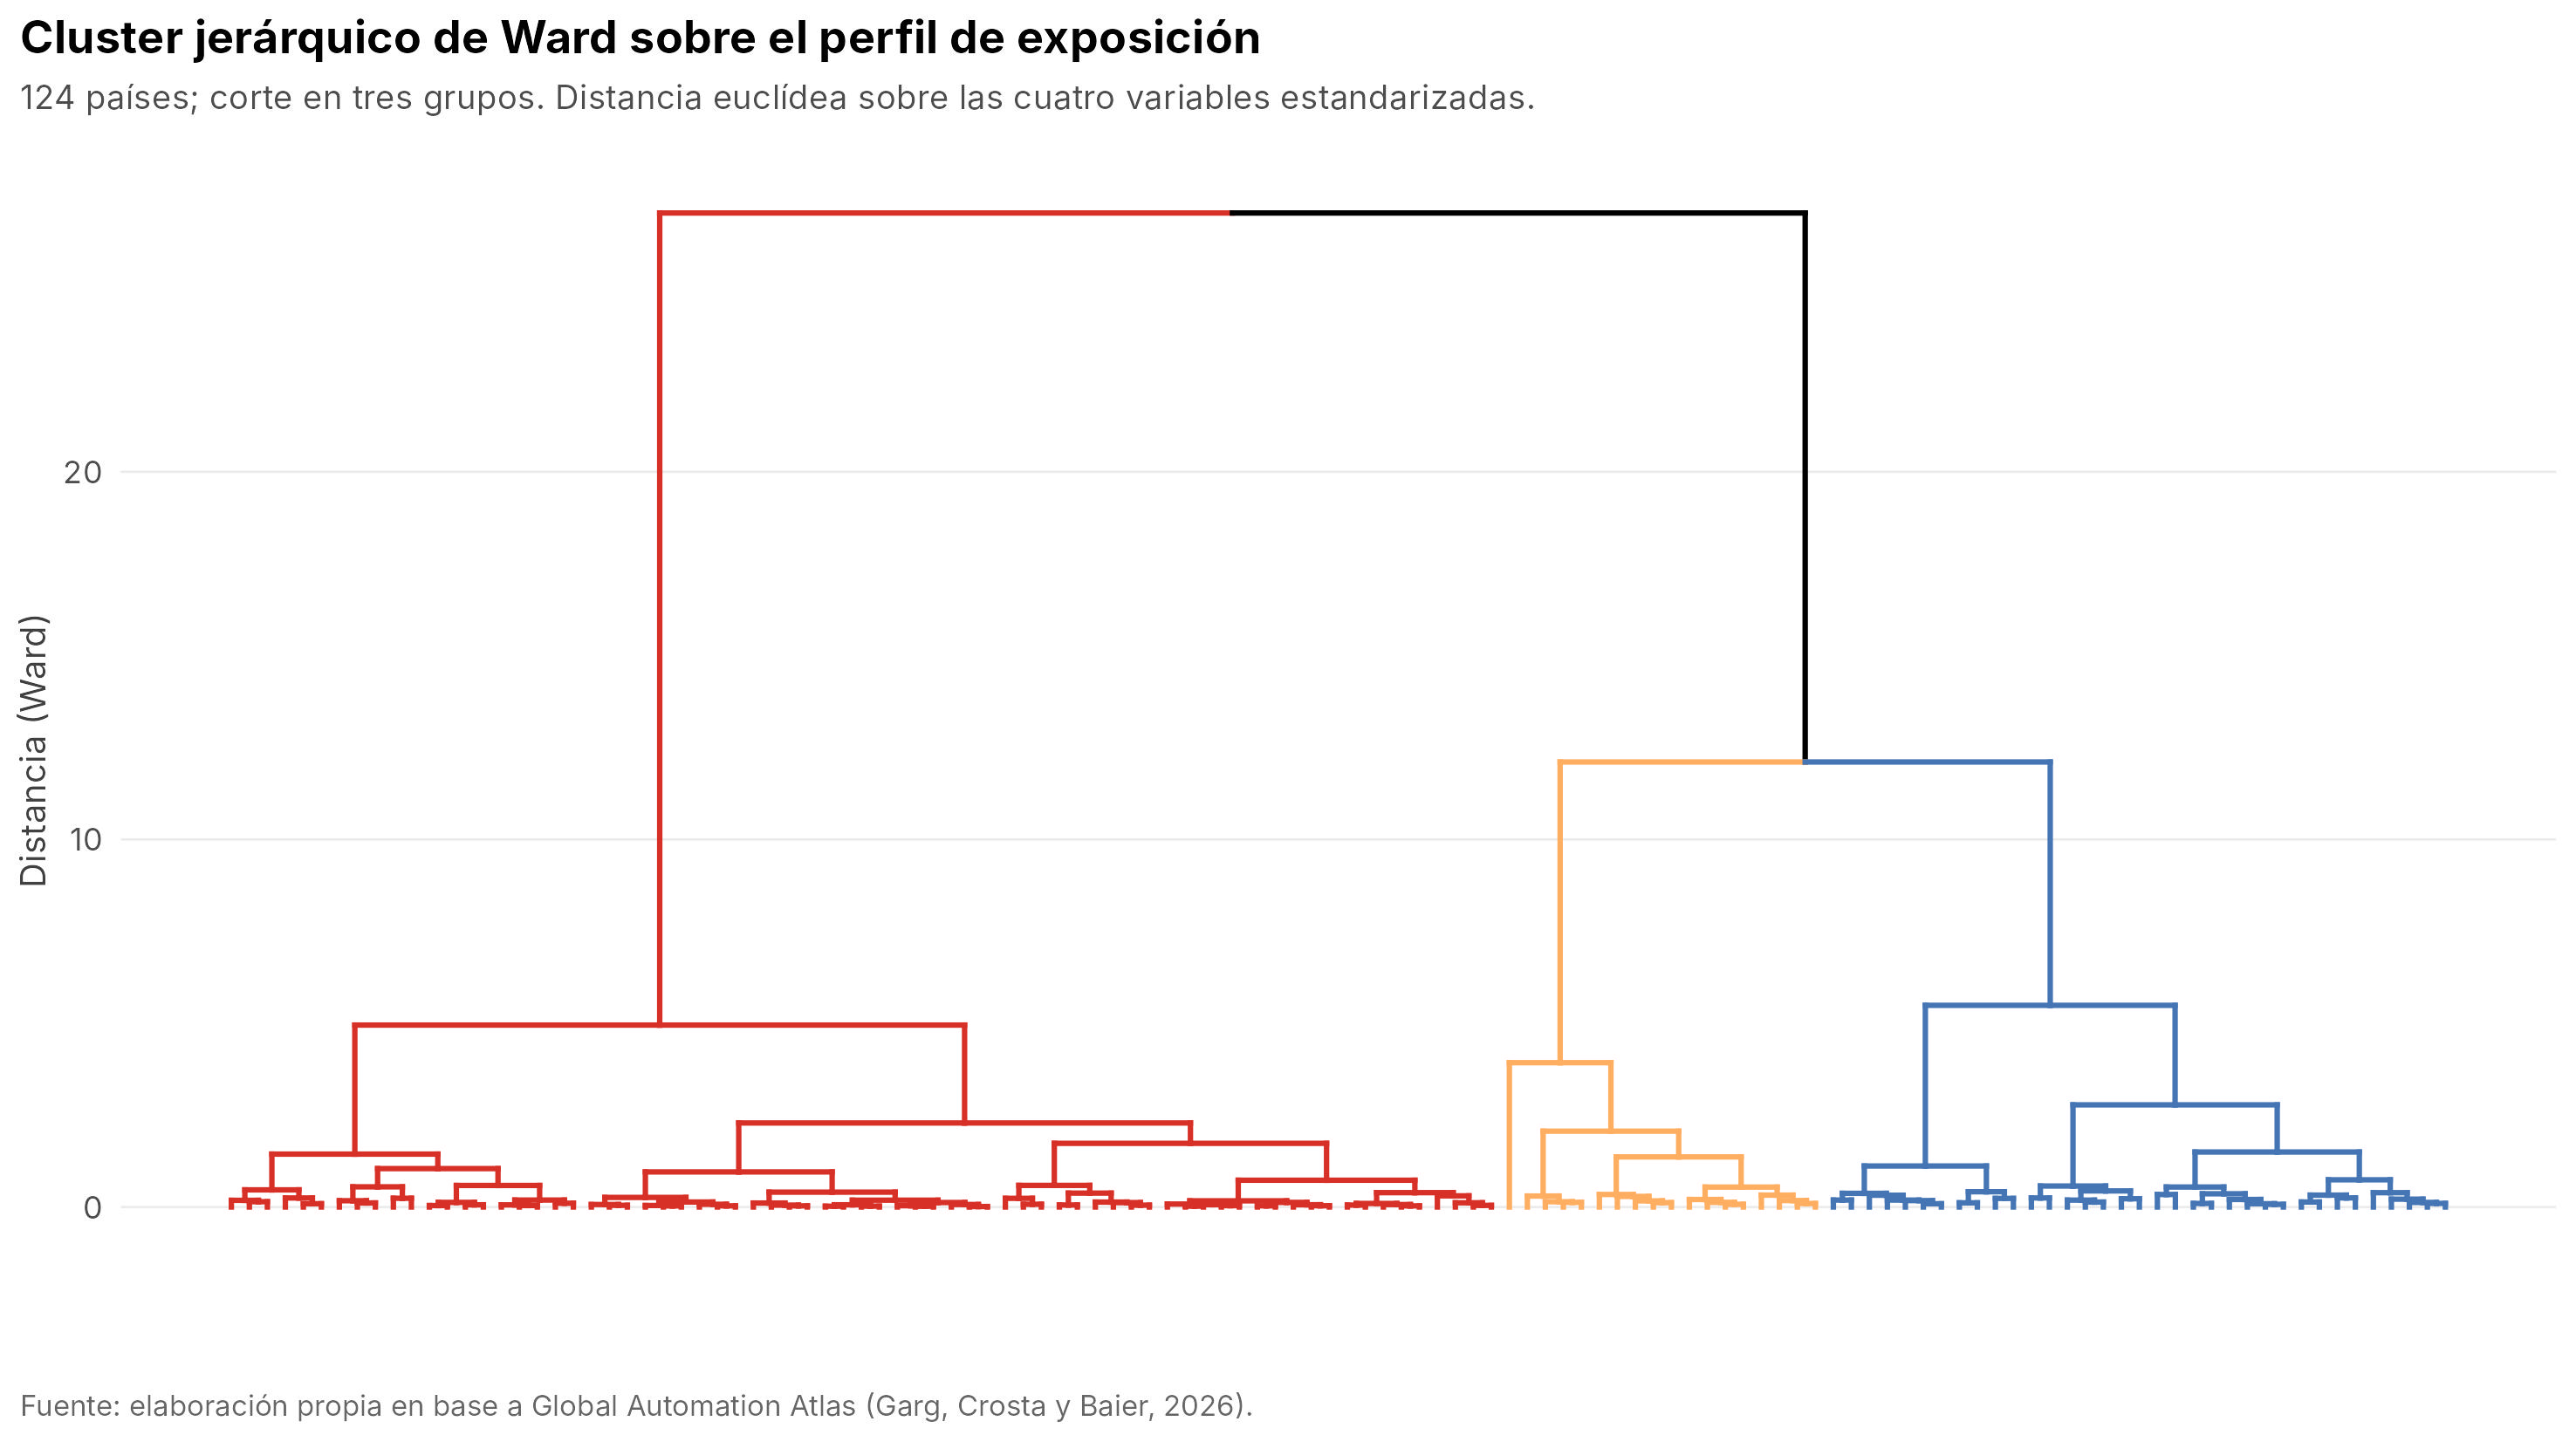 Cluster jerárquico de Ward sobre el perfil de exposición
124 países; corte en tres grupos. Distancia euclídea sobre las cuatro variables estandarizadas.
Distancia (Ward)
20
10
0
Fuente: elaboración propia en base a Global Automation Atlas (Garg, Crosta y Baier, 2026).